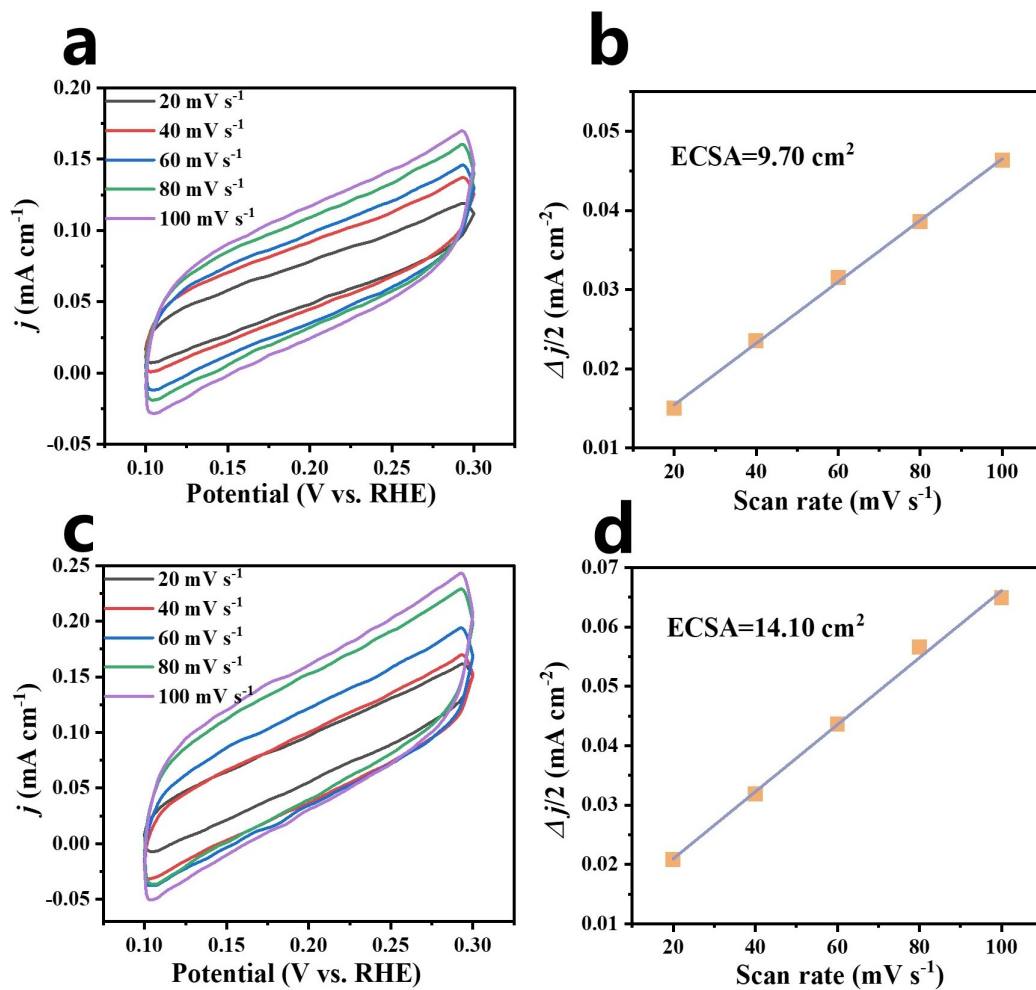 a
0.20
0.15
0.10
0.05
0.00
-0.05
j (mA cm⁻²)
20 mV s⁻¹
40 mV s⁻¹
60 mV s⁻¹
80 mV s⁻¹
100 mV s⁻¹
0.10 0.15 0.20 0.25 0.30
Potential (V vs. RHE)
b
0.05
0.04
0.03
0.02
0.01
Δj/2 (mA cm⁻²)
ECSA=9.70 cm²
20 40 60 80 100
Scan rate (mV s⁻¹)
c
0.25
0.20
0.15
0.10
0.05
0.00
-0.05
j (mA cm⁻¹)
20 mV s⁻¹
40 mV s⁻¹
60 mV s⁻¹
80 mV s⁻¹
100 mV s⁻¹
0.10 0.15 0.20 0.25 0.30
Potential (V vs. RHE)
d
0.07
0.06
0.05
0.04
0.03
0.02
0.01
Δj/2 (mA cm⁻²)
ECSA=14.10 cm²
20 40 60 80 100
Scan rate (mV s⁻¹)